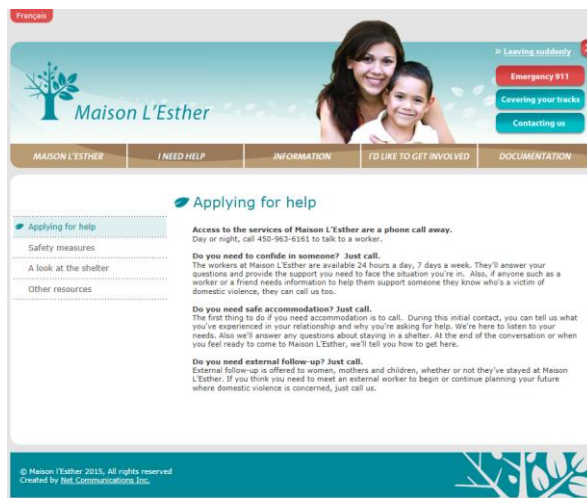 Français
» Leaving suddenly
Emergency 911
Covering your tracks
Contacting us
Maison L'Esther
MAISON L'ESTHER
I NEED HELP
INFORMATION
I'D LIKE TO GET INVOLVED
DOCUMENTATION
Applying for help
Safety measures
A look at the shelter
Other resources
Applying for help
Access to the services of Maison L'Esther are a phone call away.
Day or night, call 450-963-6161 to talk to a worker.
Do you need to confide in someone? Just call.
The workers at Maison L'Esther are available 24 hours a day, 7 days a week. They'll answer your
questions and provide the support you need to face the situation you're in. Also, if anyone such as a
worker or a friend needs information to help them support someone they know who's a victim of
domestic violence, they can call us too.
Do you need safe accommodation? Just call.
The first thing to do if you need accommodation is to call. During this initial contact, you can tell us what
you've experienced in your relationship and why you're asking for help. We're here to listen to your
needs. Also we'll answer any questions about staying in a shelter. At the end of the conversation or when
you feel ready to come to Maison L'Esther, we'll tell you how to get here.
Do you need external follow-up? Just call.
External follow-up is offered to women, mothers and children, whether or not they've stayed at Maison
L'Esther. If you think you need to meet an external worker to begin or continue planning your future
where domestic violence is concerned, just call us.
© Maison l'Esther 2015, All rights reserved
Created by Net Communications Inc.